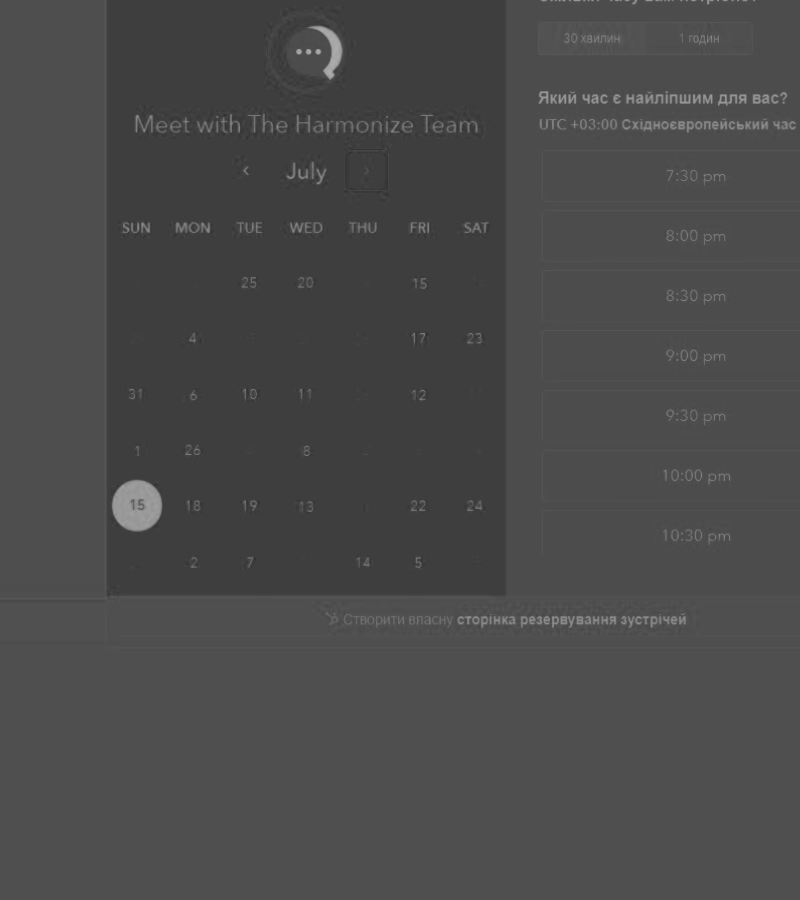 Meet with The Harmonize Team
‹ July ›
SUN MON TUE WED THU FRI SAT
25 20 15
4 17 23
31 6 10 11 12
1 26 8
15 18 19 13 22 24
2 7 14 5
30 хвилин 1 годин
Який час є найліпшим для вас?
UTC +03:00 Східноєвропейський час
7:30 pm
8:00 pm
8:30 pm
9:00 pm
9:30 pm
10:00 pm
10:30 pm
Створити власну сторінка резервування зустрічей